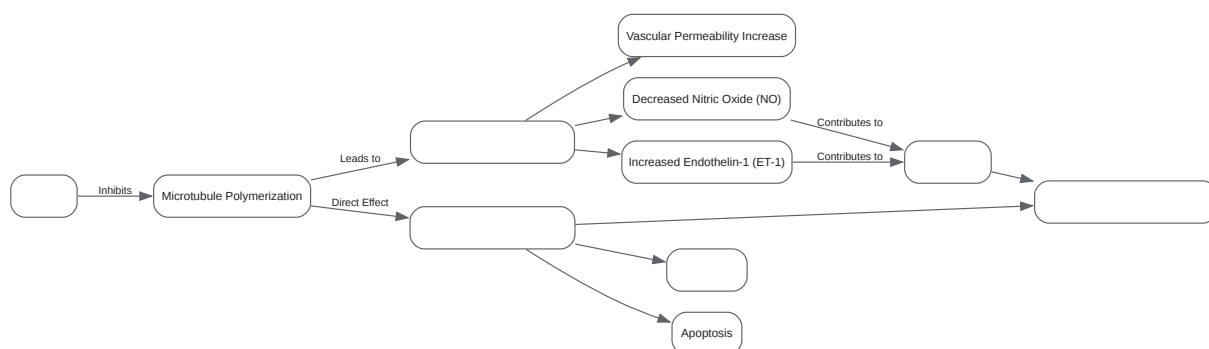 Vascular Permeability Increase
Decreased Nitric Oxide (NO)
Contributes to
Leads to
Increased Endothelin-1 (ET-1)
Contributes to
Inhibits
Microtubule Polymerization
Direct Effect
Apoptosis